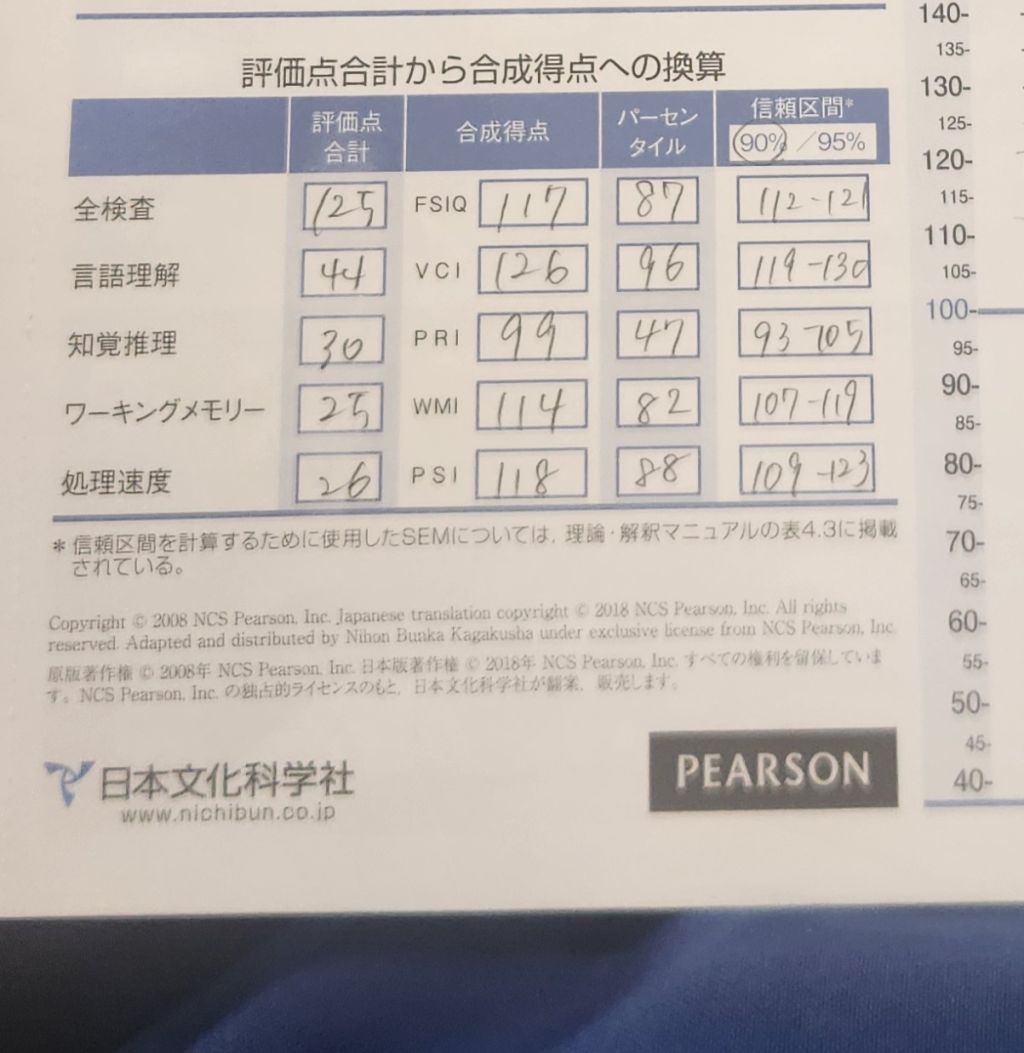 評価点合計から合成得点への換算
評価点合計 合成得点 パーセンタイル 信頼区間* 90% / 95%
全検査 125 FSIQ 117 87 112-121
言語理解 44 VCI 126 96 119-130
知覚推理 30 PRI 99 47 93-105
ワーキングメモリー 25 WMI 114 82 107-119
処理速度 26 PSI 118 88 109-123
* 信頼区間を計算するために使用したSEMについては, 理論・解釈マニュアルの表4.3に掲載
されている。
Copyright © 2008 NCS Pearson, Inc. Japanese translation copyright © 2018 NCS Pearson, Inc. All rights
reserved. Adapted and distributed by Nihon Bunka Kagakusha under exclusive license from NCS Pearson, Inc.
原版著作権 © 2008年 NCS Pearson, Inc. 日本版著作権 © 2018年 NCS Pearson, Inc. すべての権利を留保していま
す。NCS Pearson, Inc. の独占的ライセンスのもと, 日本文化科学社が翻案, 販売します。
日本文化科学社
www.nichibun.co.jp
PEARSON
140-
135-
130-
125-
120-
115-
110-
105-
100-
95-
90-
85-
80-
75-
70-
65-
60-
55-
50-
45-
40-